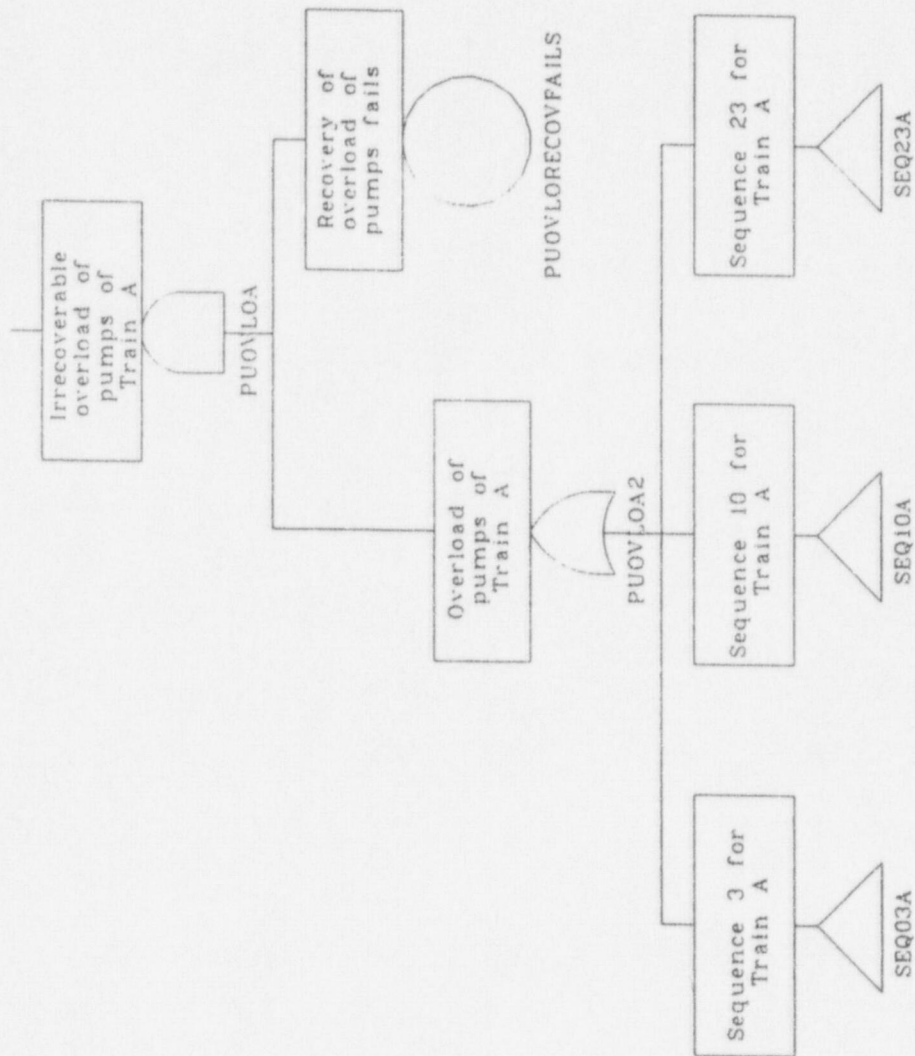 Irrecoverable
overload of
pumps of
Train A
PUOVLOA
Recovery of
overload of
pumps fails
PUOVLORECOVFAILS
Overload of
pumps of
Train A
PUOVLOA2
Sequence 3 for
Train A
SEQ03A
Sequence 10 for
Train A
SEQ10A
Sequence 23 for
Train A
SEQ23A